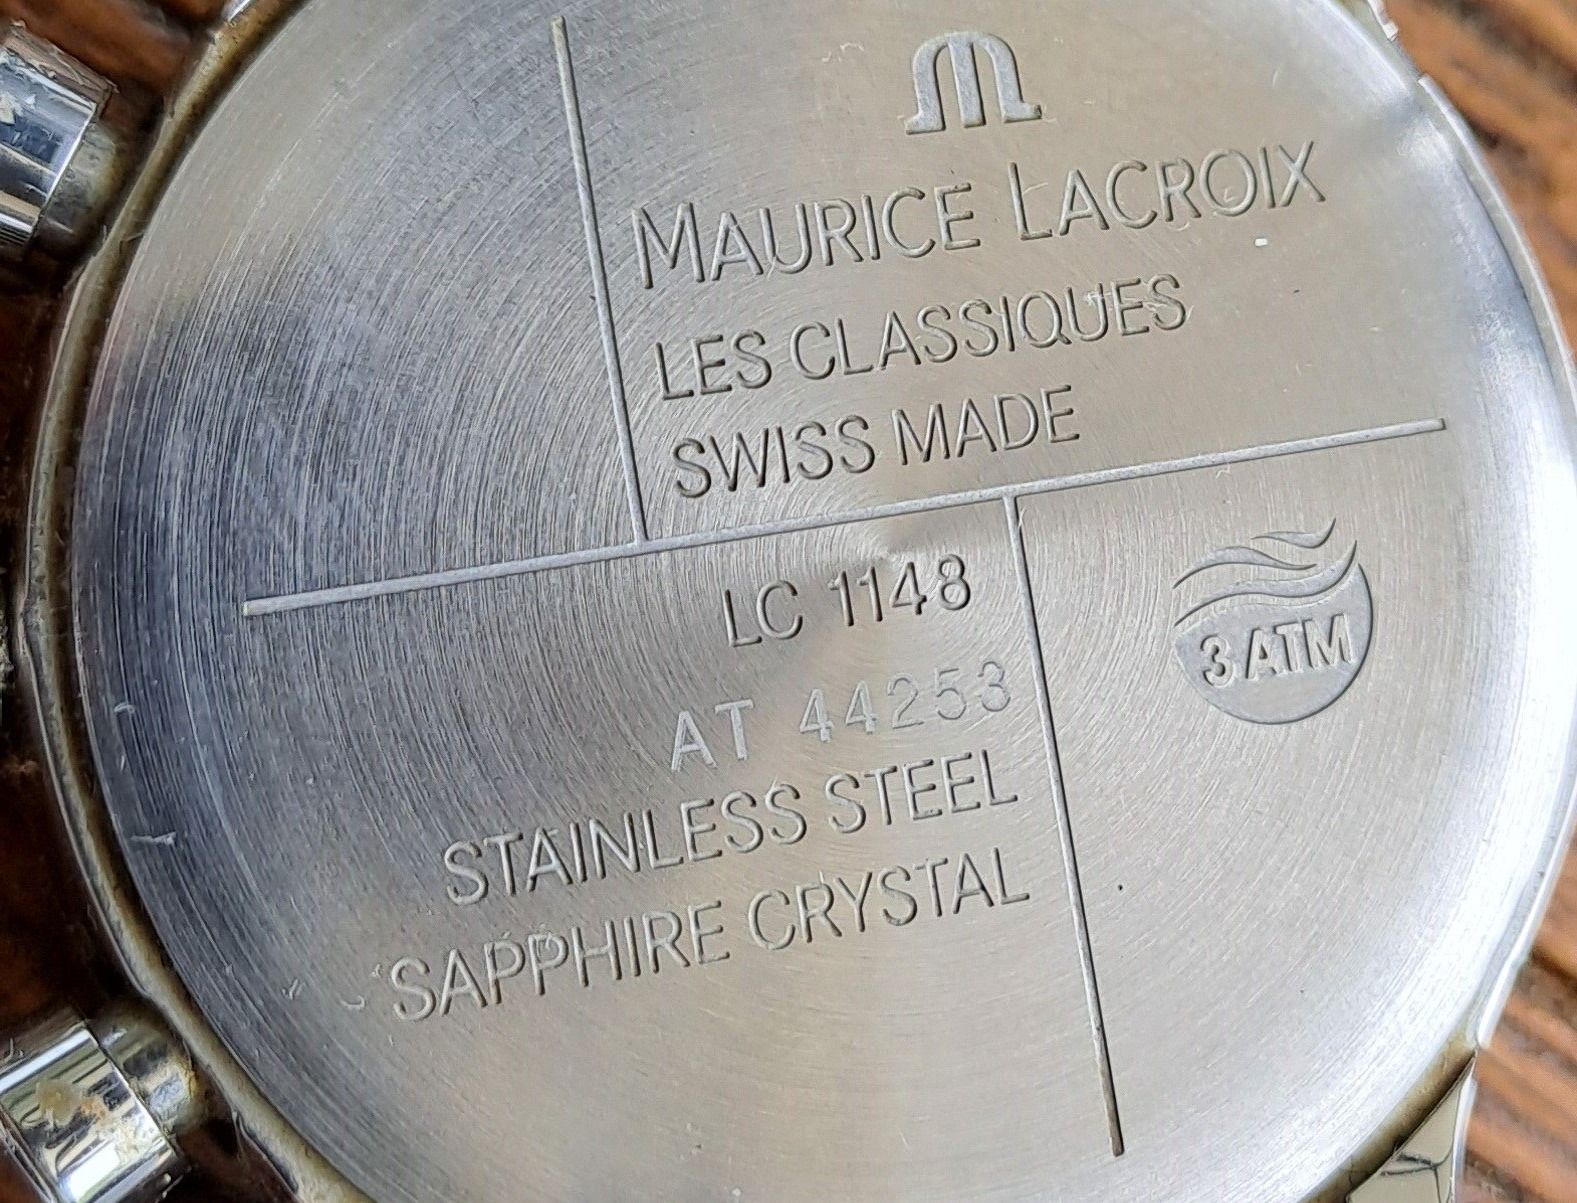 MAURICE LACROIX
LES CLASSIQUES
SWISS MADE
LC 1148
AT 44253
STAINLESS STEEL
SAPPHIRE CRYSTAL
3 ATM